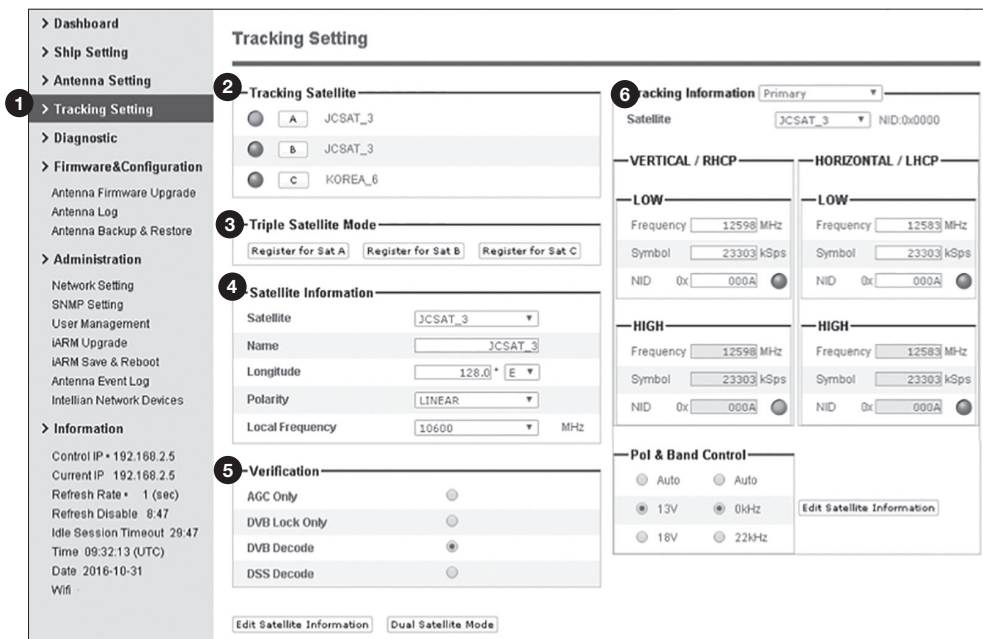 1
> Dashboard
> Ship Setting
> Antenna Setting
> Tracking Setting
> Diagnostic
> Firmware&Configuration
Antenna Firmware Upgrade
Antenna Log
Antenna Backup & Restore
> Administration
Network Setting
SNMP Setting
User Management
iARM Upgrade
iARM Save & Reboot
Antenna Event Log
Intellian Network Devices
> Information
Control IP • 192.168.2.5
Current IP 192.168.2.5
Refresh Rate • 1 (sec)
Refresh Disable 8:47
Idle Session Timeout 29:47
Time 09:32:13 (UTC)
Date 2016-10-31
Wifi
Tracking Setting
2 Tracking Satellite
A JCSAT_3
B JCSAT_3
C KOREA_6
3 Triple Satellite Mode
Register for Sat A Register for Sat B Register for Sat C
4 Satellite Information
Satellite JCSAT_3
Name JCSAT_3
Longitude 128.0 ° E
Polarity LINEAR
Local Frequency 10600 MHz
5 Verification
AGC Only
DVB Lock Only
DVB Decode
DSS Decode
Edit Satellite Information Dual Satellite Mode
6 racking Information Primary
Satellite JCSAT_3 NID:0x0000
VERTICAL / RHCP
LOW
Frequency 12598 MHz
Symbol 23303 kSps
NID 0x 000A
HIGH
Frequency 12598 MHz
Symbol 23303 kSps
NID 0x 000A
HORIZONTAL / LHCP
LOW
Frequency 12583 MHz
Symbol 23303 kSps
NID 0x 000A
HIGH
Frequency 12583 MHz
Symbol 23303 kSps
NID 0x 000A
Pol & Band Control
Auto Auto
13V 0kHz Edit Satellite Information
18V 22kHz